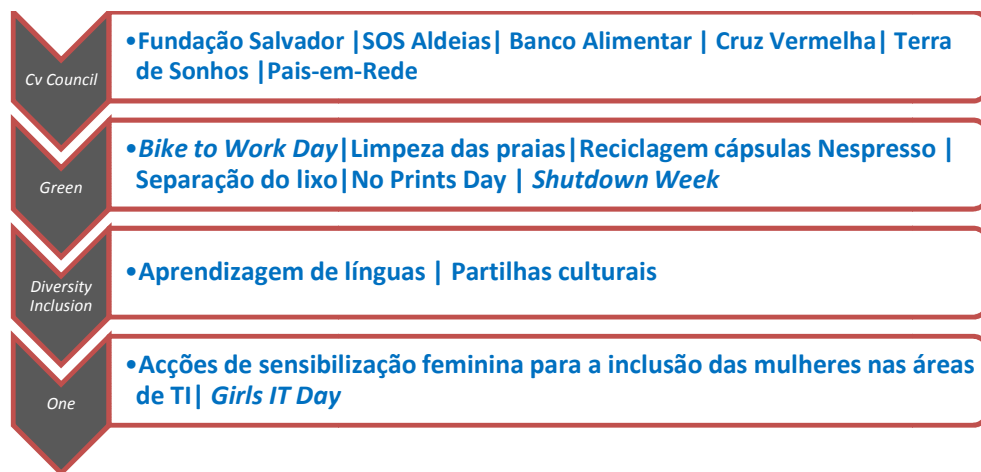 Cv Council
•Fundação Salvador |SOS Aldeias| Banco Alimentar | Cruz Vermelha| Terra
de Sonhos |Pais-em-Rede
Green
•Bike to Work Day|Limpeza das praias|Reciclagem cápsulas Nespresso |
Separação do lixo|No Prints Day | Shutdown Week
Diversity
Inclusion
•Aprendizagem de línguas | Partilhas culturais
One
•Acções de sensibilização feminina para a inclusão das mulheres nas áreas
de TI| Girls IT Day